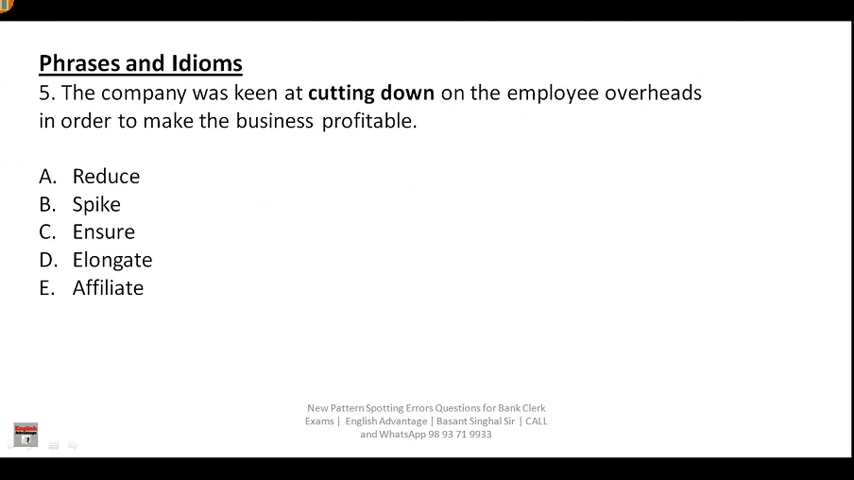 Phrases and Idioms
5. The company was keen at cutting down on the employee overheads
in order to make the business profitable.
A. Reduce
B. Spike
C. Ensure
D. Elongate
E. Affiliate
New Pattern Spotting Errors Questions for Bank Clerk
Exams | English Advantage | Basant Singhal Sir | CALL
and WhatsApp 98 93 71 9933
English
Advantage